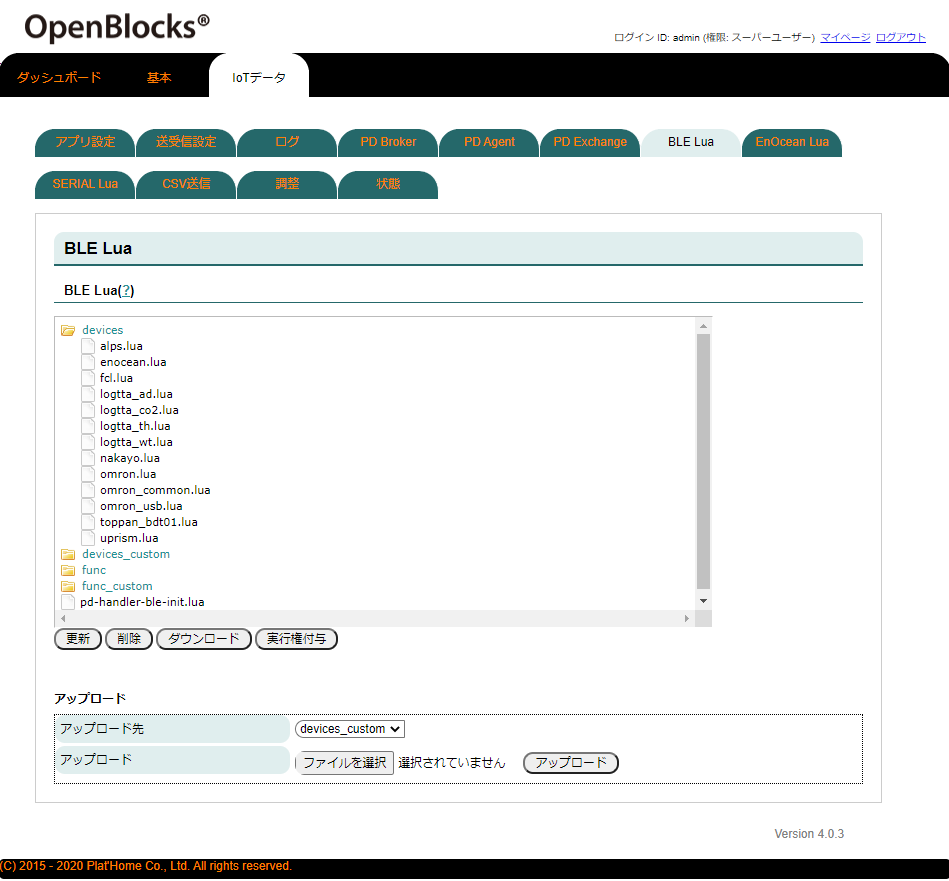 OpenBlocks®
ログイン ID: admin (権限: スーパーユーザー) マイページ ログアウト
ダッシュボード 基本 IoTデータ
アプリ設定 送受信設定 ログ PD Broker PD Agent PD Exchange BLE Lua EnOcean Lua
SERIAL Lua CSV送信 調整 状態
BLE Lua
BLE Lua(?)
devices
alps.lua
enocean.lua
fcl.lua
logtta_ad.lua
logtta_co2.lua
logtta_th.lua
logtta_wt.lua
nakayo.lua
omron.lua
omron_common.lua
omron_usb.lua
toppan_bdt01.lua
uprism.lua
devices_custom
func
func_custom
pd-handler-ble-init.lua
更新 削除 ダウンロード 実行権付与
アップロード
アップロード先 devices_custom
アップロード ファイルを選択 選択されていません アップロード
Version 4.0.3
(C) 2015 - 2020 Plat'Home Co., Ltd. All rights reserved.